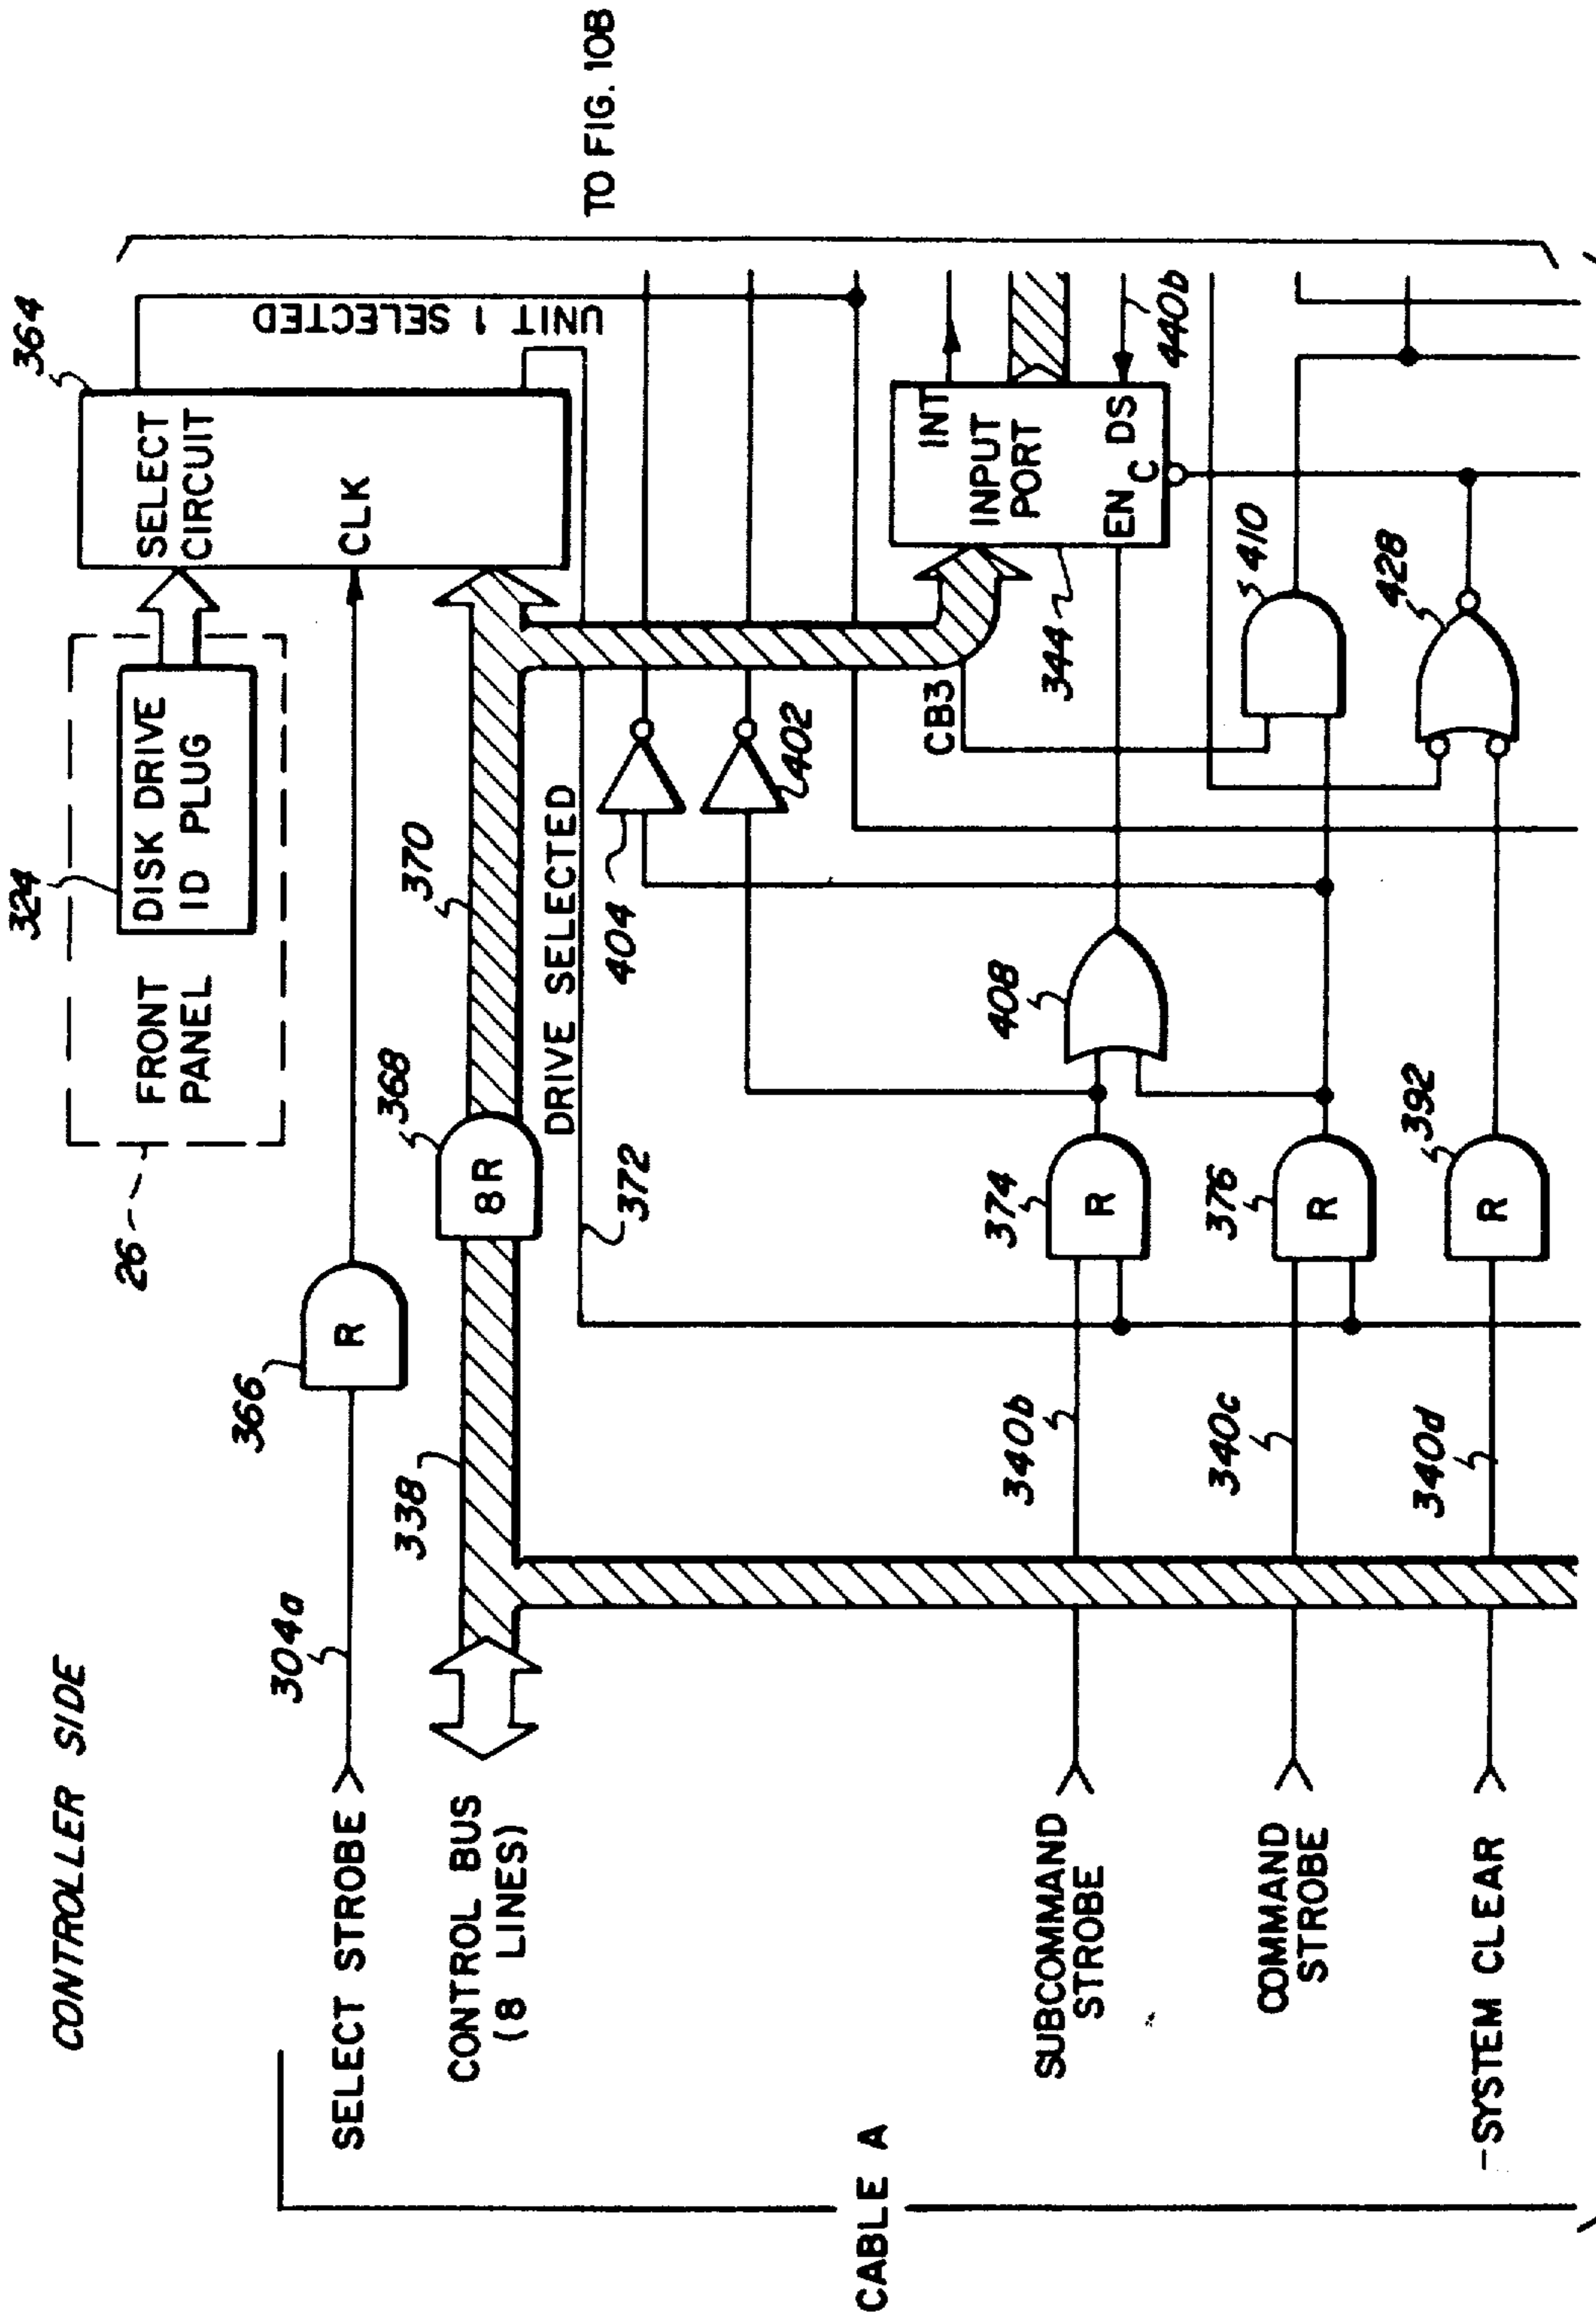 CONTROLLER SIDE
CABLE A
SELECT STROBE
304a
366
R
CONTROL BUS
(8 LINES)
338
368
8R
370
26
FRONT
PANEL
324
DISK DRIVE
ID PLUG
364
SELECT
CIRCUIT
CLK
UNIT 1 SELECTED
TO FIG. 10B
372
DRIVE SELECTED
404
402
SUBCOMMAND
STROBE
340b
374
R
408
CB3
344
INPUT
PORT
INT
EN
DS
C
440b
COMMAND
STROBE
340c
376
R
410
-SYSTEM CLEAR
340d
392
R
428